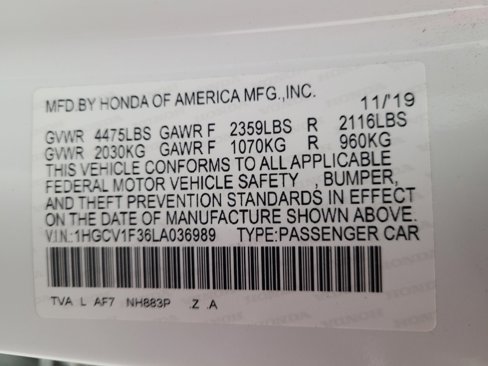 MFD.BY HONDA OF AMERICA MFG.,INC. 11/'19
GVWR 4475LBS GAWR F 2359LBS R 2116LBS
GVWR 2030KG GAWR F 1070KG R 960KG
THIS VEHICLE CONFORMS TO ALL APPLICABLE
FEDERAL MOTOR VEHICLE SAFETY , BUMPER,
AND THEFT PREVENTION STANDARDS IN EFFECT
ON THE DATE OF MANUFACTURE SHOWN ABOVE.
V.I.N.:1HGCV1F36LA036989 TYPE:PASSENGER CAR
TVA L AF7 NH883P .Z .A